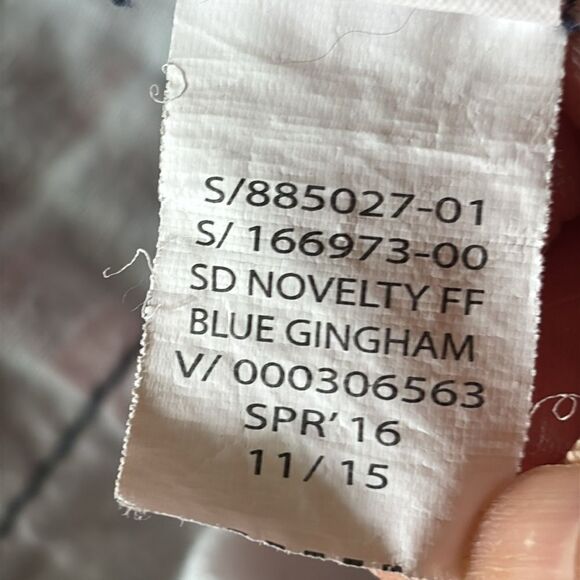 S/885027-01
S/ 166973-00
SD NOVELTY FF
BLUE GINGHAM
V/ 000306563
SPR' 16
11/ 15